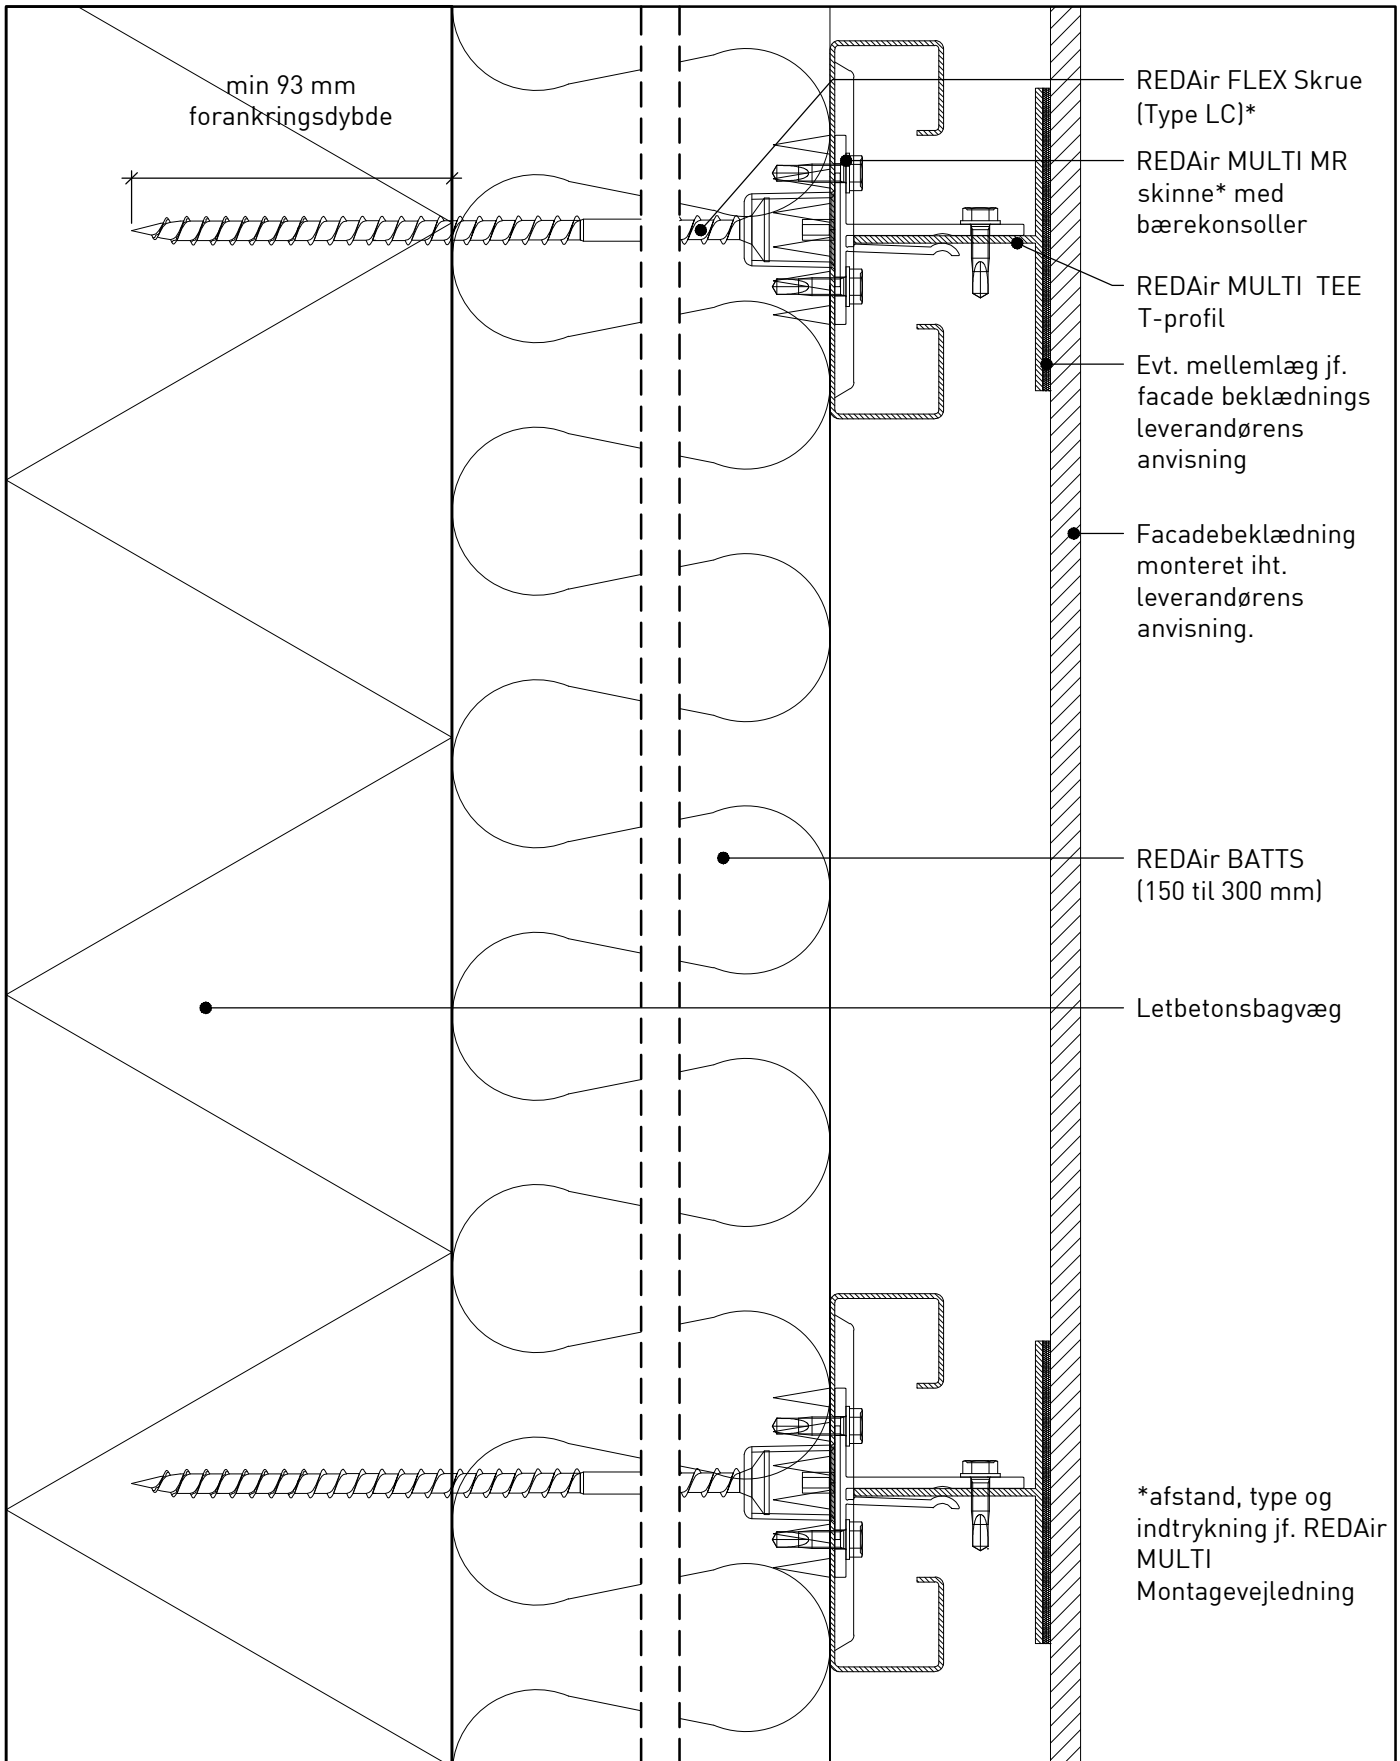 min 93 mm
forankringsdybde
REDAir FLEX Skrue
(Type LC)*
REDAir MULTI MR
skinne* med
bærekonsoller
REDAir MULTI TEE
T-profil
Evt. mellemlæg jf.
facade beklædnings
leverandørens
anvisning
Facadebeklædning
monteret iht.
leverandørens
anvisning.
REDAir BATTS
(150 til 300 mm)
Letbetonsbagvæg
*afstand, type og
indtrykning jf. REDAir
MULTI
Montagevejledning